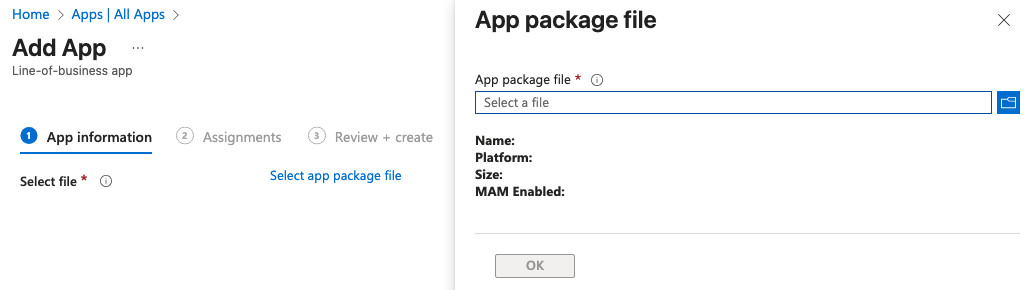 Home > Apps | All Apps >
Add App ...
Line-of-business app
1 App information 2 Assignments 3 Review + create
Select file * Select app package file
App package file
App package file *
Select a file
Name:
Platform:
Size:
MAM Enabled:
OK